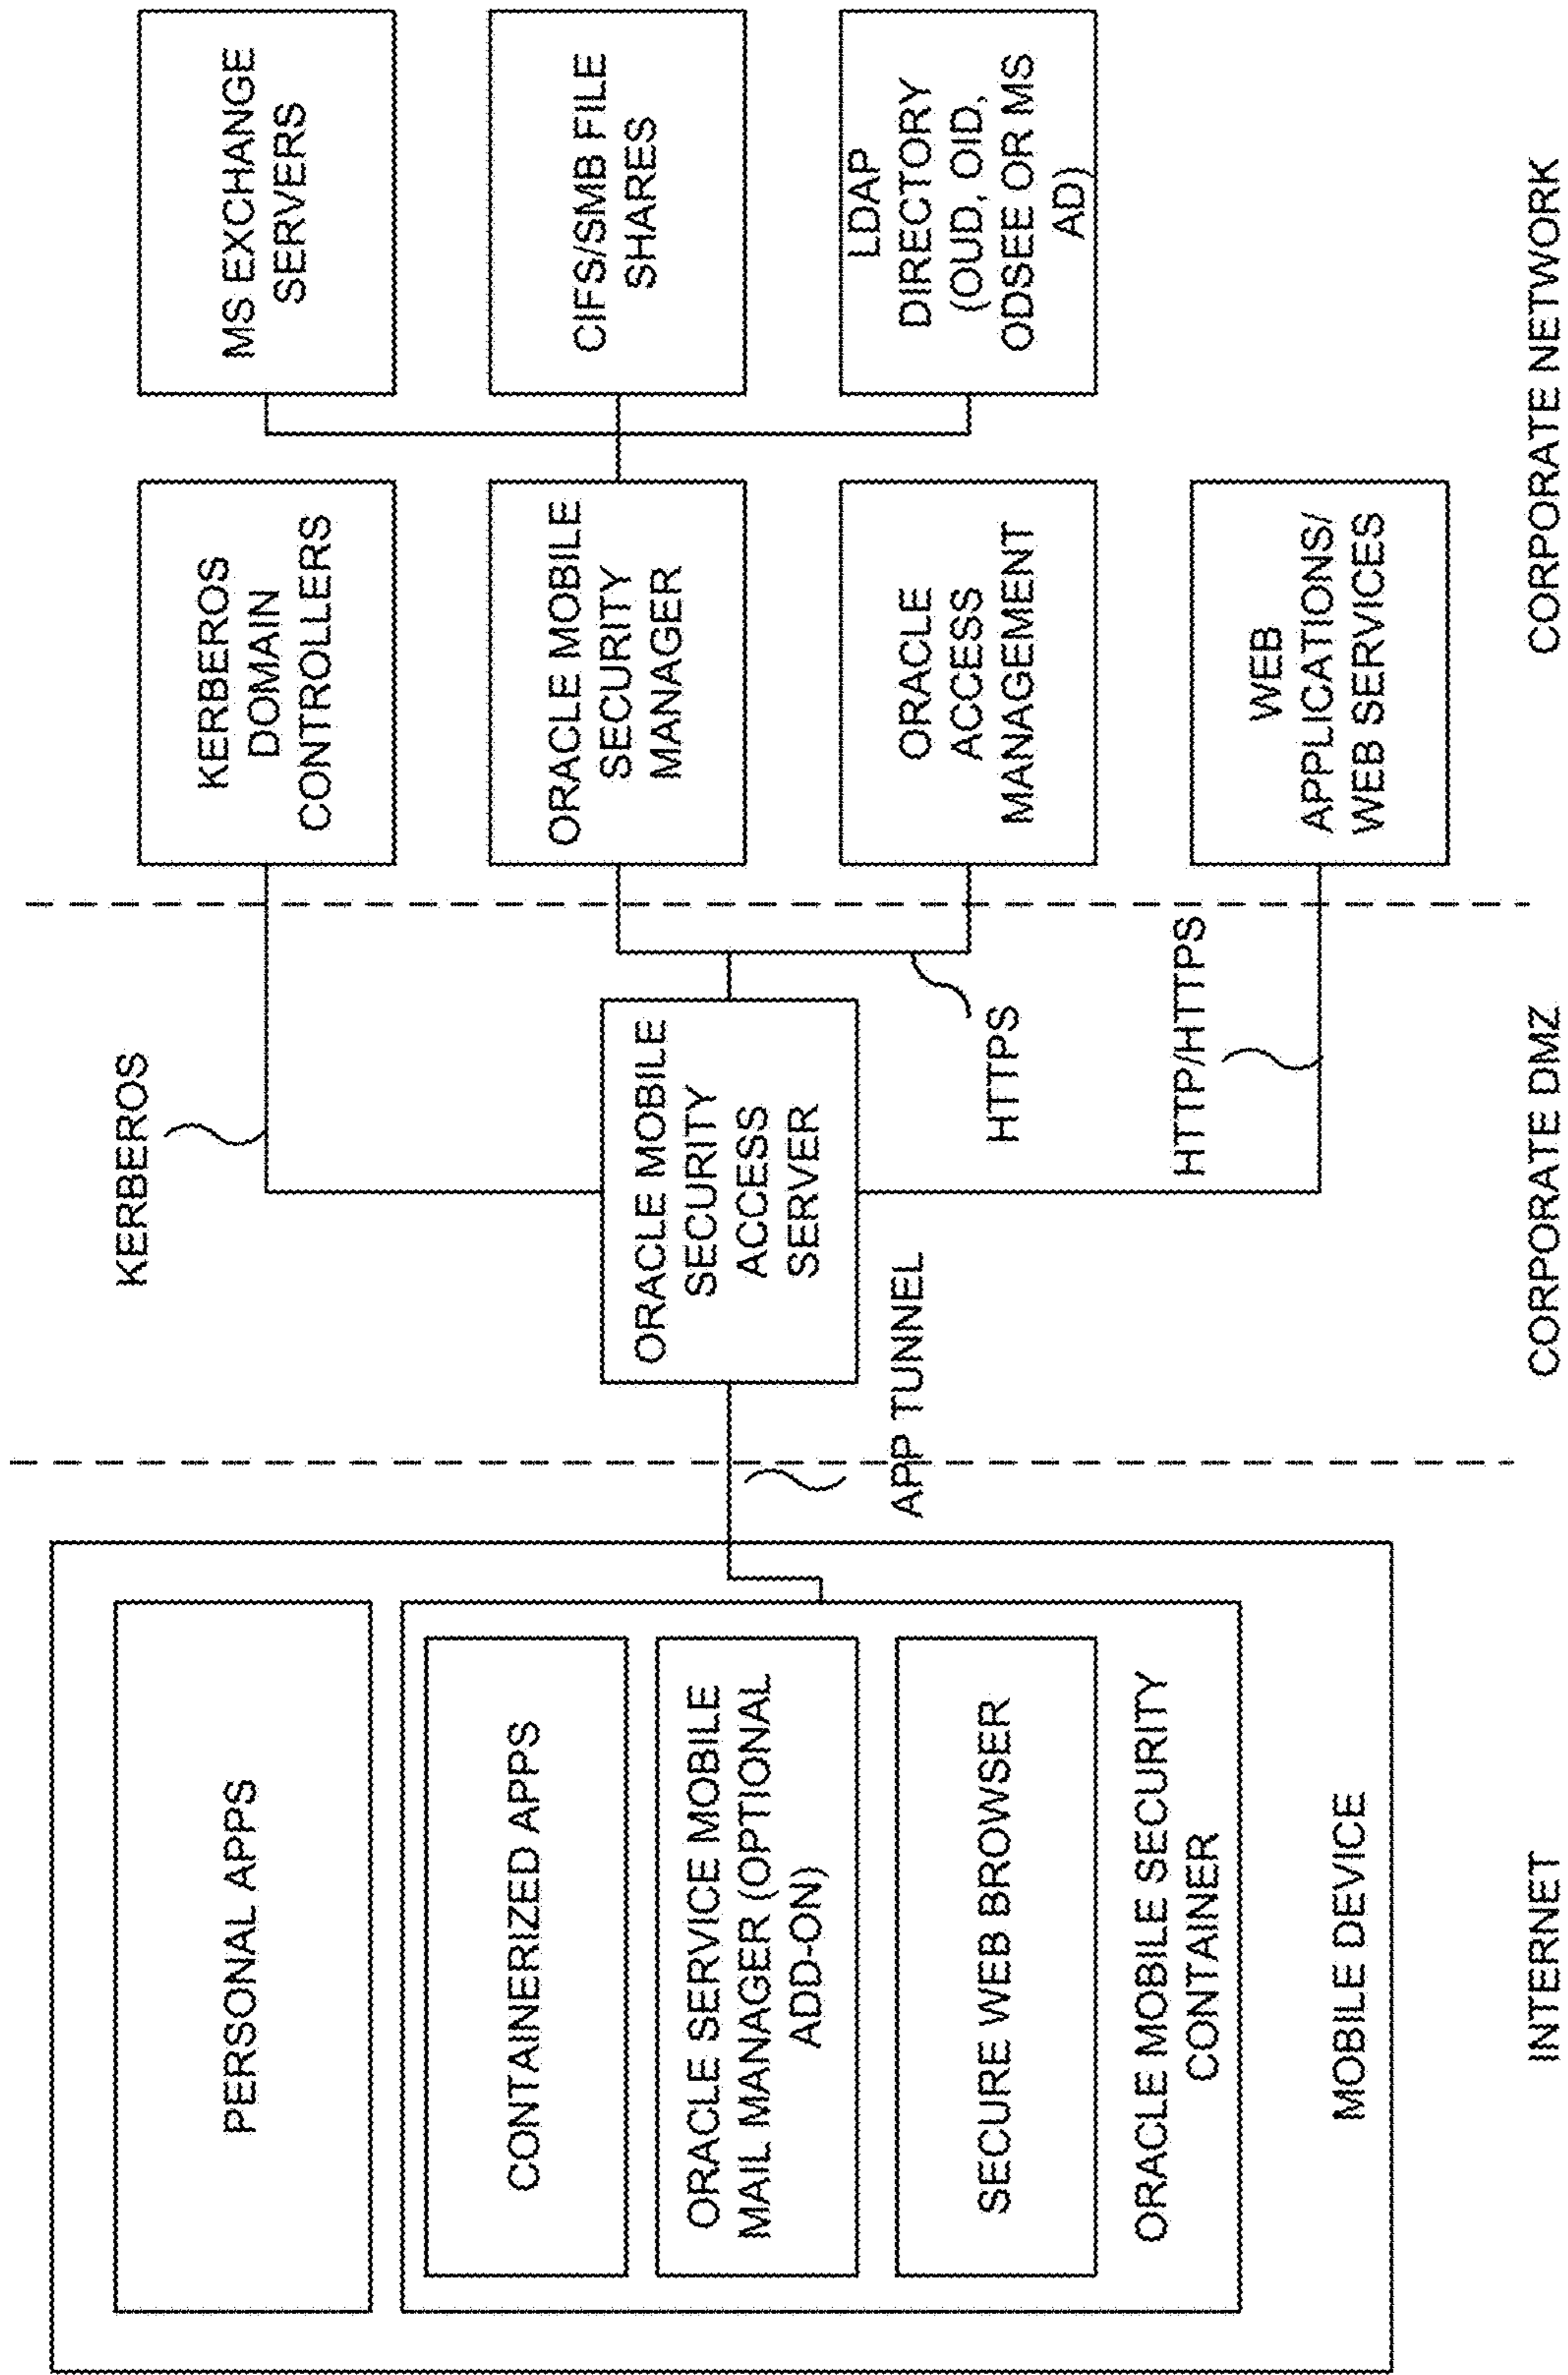 PERSONAL APPS
CONTAINERIZED APPS
ORACLE SERVICE MOBILE
MAIL MANAGER (OPTIONAL
ADD-ON)
SECURE WEB BROWSER
ORACLE MOBILE SECURITY
CONTAINER
MOBILE DEVICE
INTERNET
APP TUNNEL
KERBEROS
ORACLE MOBILE
SECURITY
ACCESS
SERVER
HTTPS
HTTP/HTTPS
CORPORATE DMZ
KERBEROS
DOMAIN
CONTROLLERS
ORACLE MOBILE
SECURITY
MANAGER
ORACLE
ACCESS
MANAGEMENT
WEB
APPLICATIONS/
WEB SERVICES
MS EXCHANGE
SERVERS
CIFS/SMB FILE
SHARES
LDAP
DIRECTORY
(OUD, OID,
ODSEE OR MS
AD)
CORPORATE NETWORK